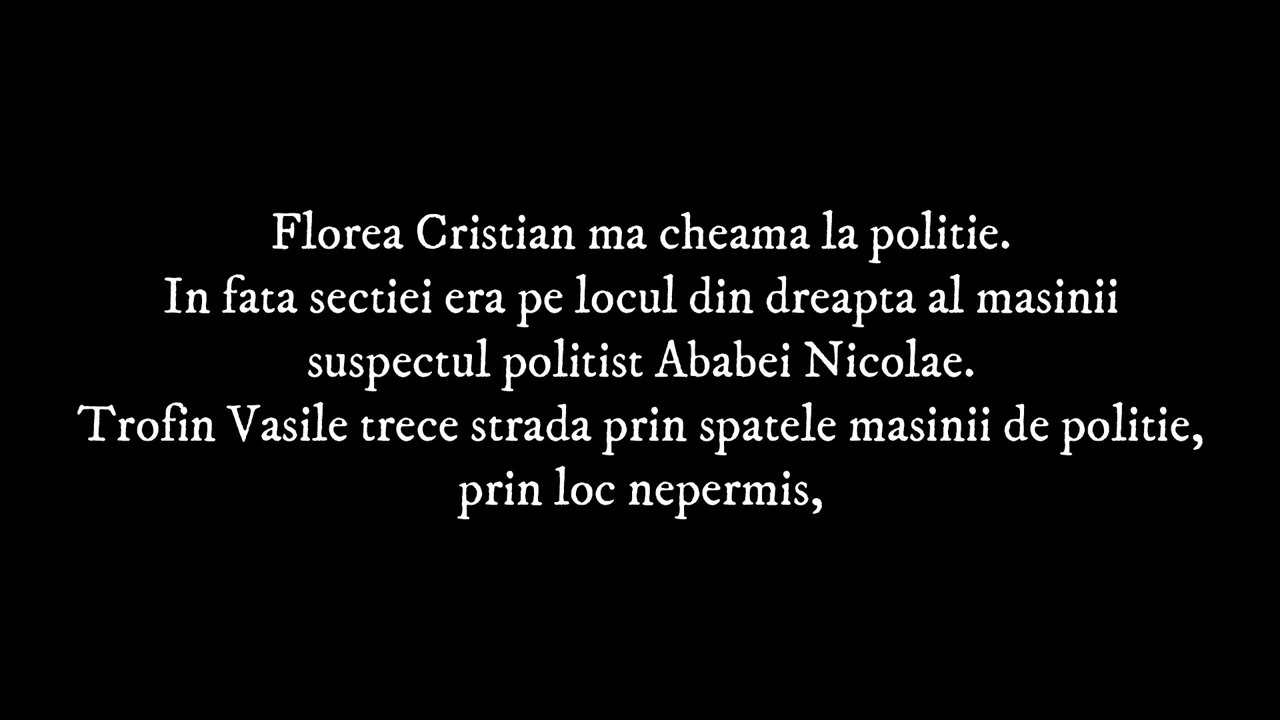 Florea Cristian ma cheama la politie.
In fata sectiei era pe locul din dreapta al masinii
suspectul politist Ababei Nicolae.
Trofin Vasile trece strada prin spatele masinii de politie,
prin loc nepermis,